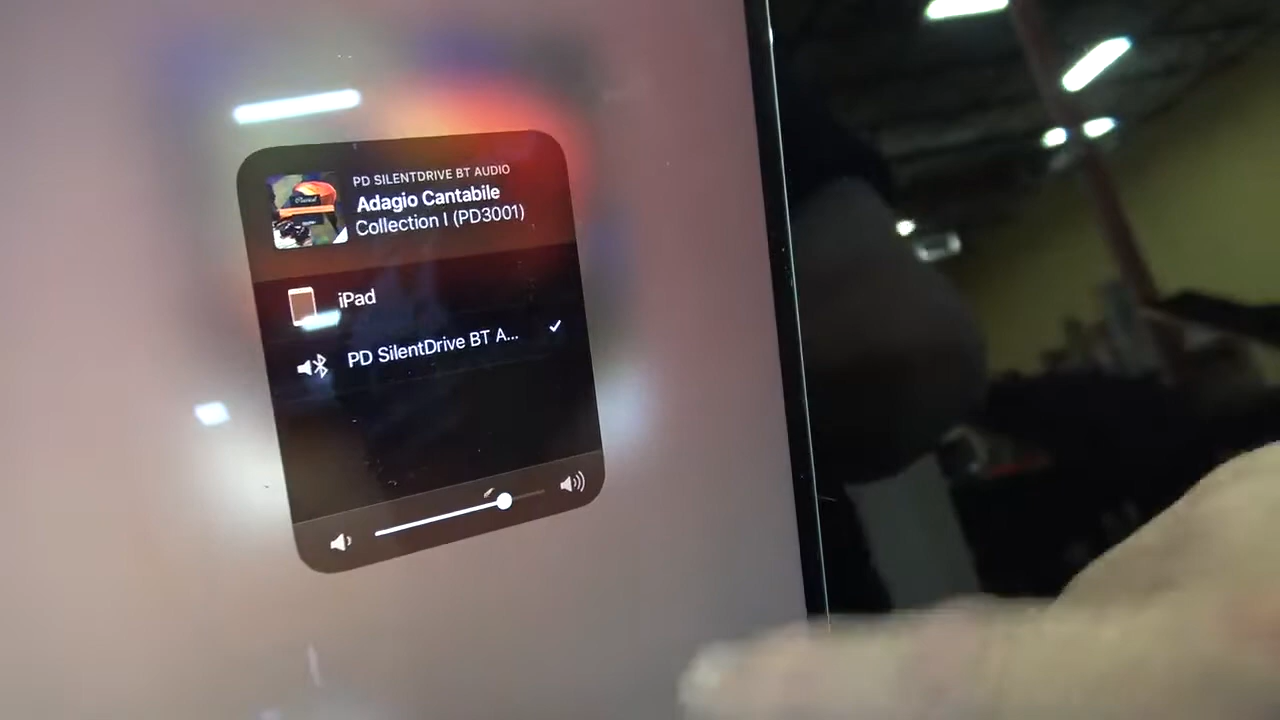 PD SILENTDRIVE BT AUDIO
Adagio Cantabile
Collection I (PD3001)
iPad
PD SilentDrive BT A...